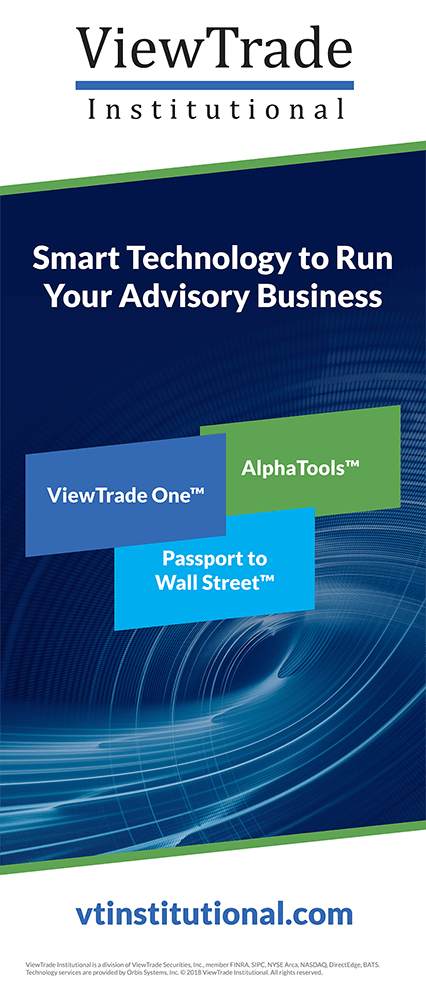 ViewTrade
Institutional
Smart Technology to Run
Your Advisory Business
AlphaTools™
ViewTrade One™
Passport to
Wall Street™
vtinstitutional.com
ViewTrade Institutional is a division of ViewTrade Securities, Inc., member FINRA, SIPC, NYSE Arca, NASDAQ, DirectEdge, BATS.
Technology services are provided by Orbis Systems, Inc. © 2018 ViewTrade Institutional. All rights reserved.